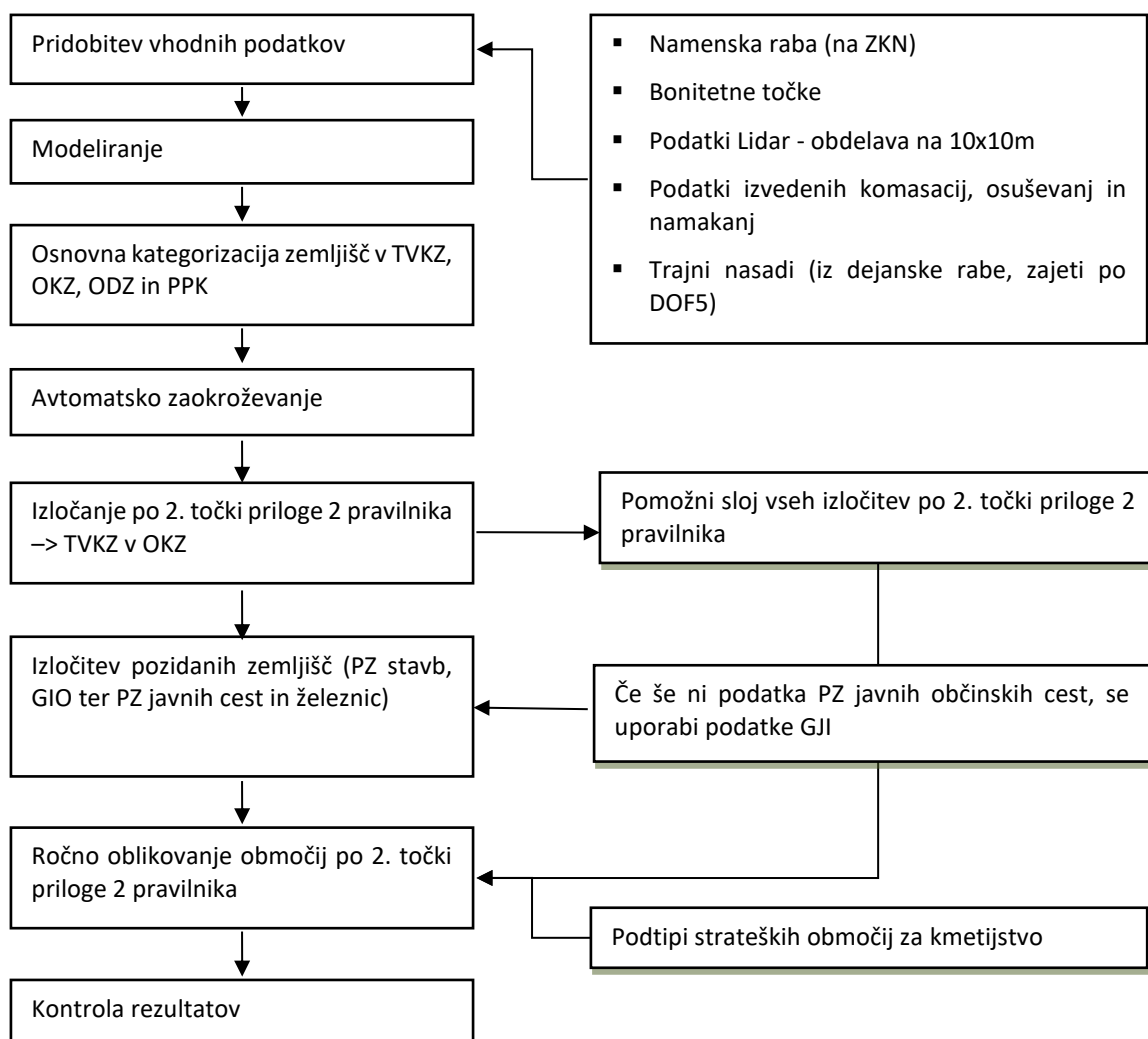 Pridobitev vhodnih podatkov
▪ Namenska raba (na ZKN)
▪ Bonitetne točke
▪ Podatki Lidar - obdelava na 10x10m
▪ Podatki izvedenih komasacij, osuševanj in
namakanj
▪ Trajni nasadi (iz dejanske rabe, zajeti po
DOF5)
Modeliranje
Osnovna kategorizacija zemljišč v TVKZ,
OKZ, ODZ in PPK
Avtomatsko zaokroževanje
Izločanje po 2. točki priloge 2 pravilnika
–> TVKZ v OKZ
Pomožni sloj vseh izločitev po 2. točki priloge 2
pravilnika
Izločitev pozidanih zemljišč (PZ stavb,
GIO ter PZ javnih cest in železnic)
Če še ni podatka PZ javnih občinskih cest, se
uporabi podatke GJI
Ročno oblikovanje območij po 2. točki
priloge 2 pravilnika
Podtipi strateških območij za kmetijstvo
Kontrola rezultatov